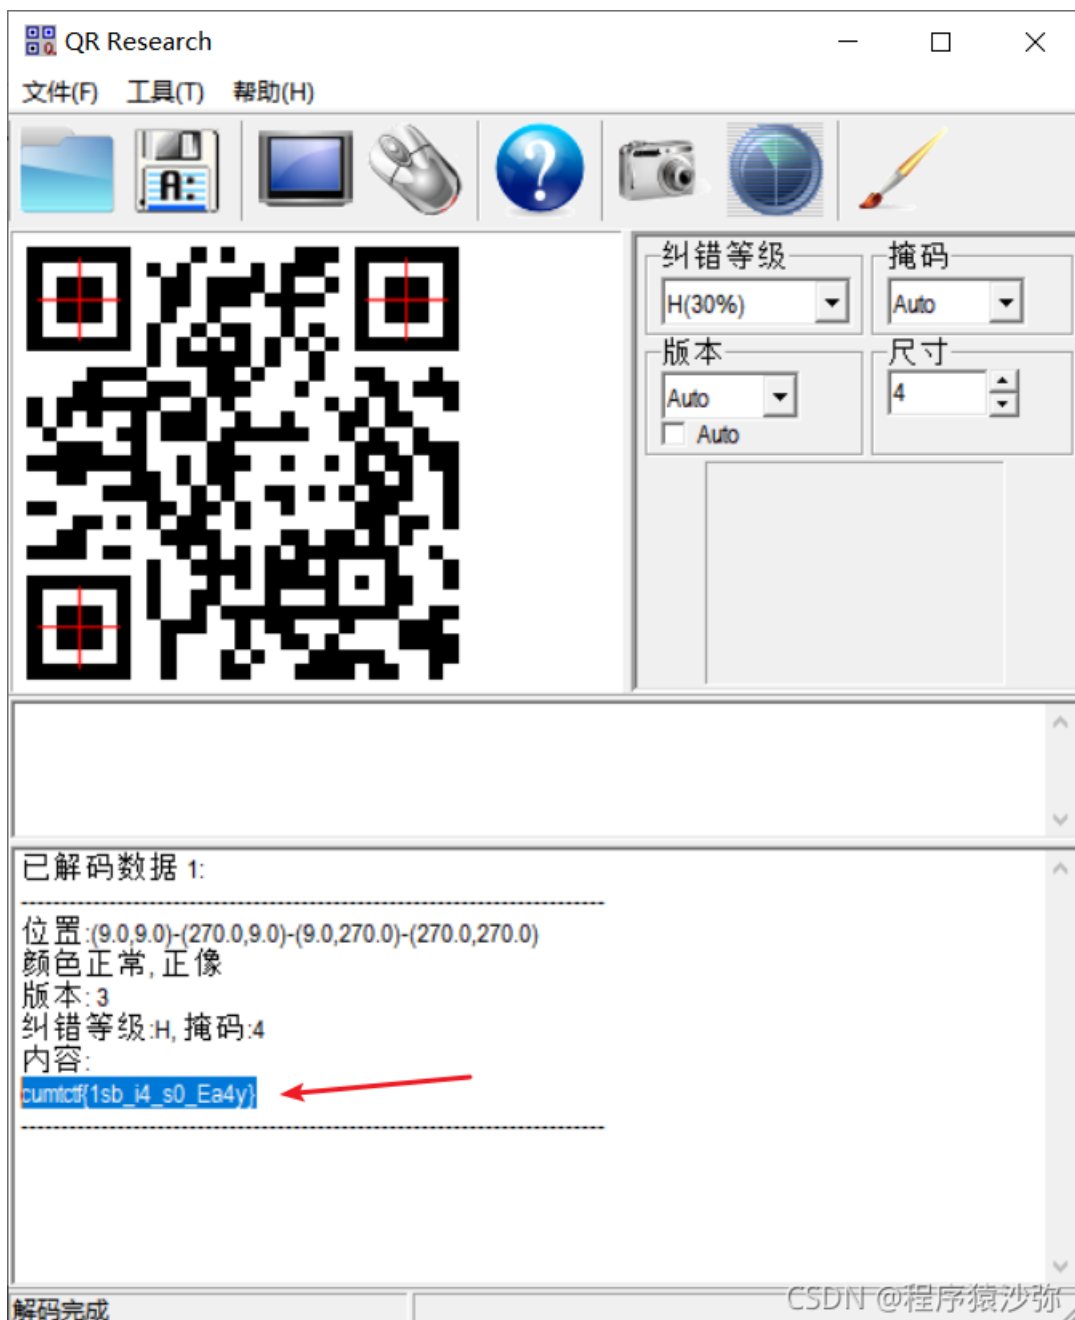 QR Research
文件(F) 工具(T) 帮助(H)
A:
?
纠错等级
掩码
H(30%)
Auto
版本
尺寸
Auto
4
Auto
已解码数据 1:
--------------------------------------------------------------------------------
位置:(9.0,9.0)-(270.0,9.0)-(9.0,270.0)-(270.0,270.0)
颜色正常, 正像
版本: 3
纠错等级:H, 掩码:4
内容:
cumtctf{1sb_i4_s0_Ea4y}
--------------------------------------------------------------------------------
解码完成
CSDN @程序猿沙弥